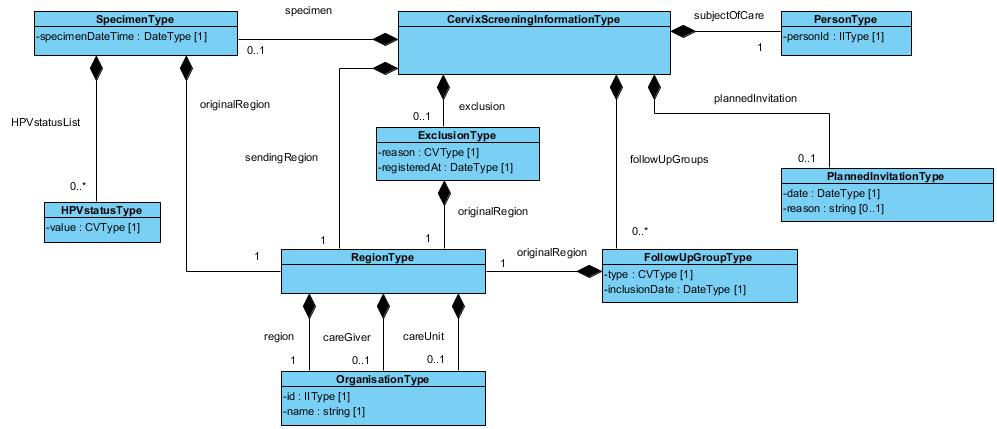 specimen
SpecimenType
-specimenDateTime : DateType [1]
0..1
CervixScreeningInformationType
subjectOfCare
1
PersonType
-personId : IIType [1]
originalRegion
HPVstatusList
0..*
exclusion
0..1
plannedInvitation
0..1
ExclusionType
-reason : CVType [1]
-registeredAt : DateType [1]
sendingRegion
followUpGroups
PlannedInvitationType
-date : DateType [1]
-reason : string [0..1]
HPVstatusType
-value : CVType [1]
originalRegion
1
1
0..*
1
RegionType
originalRegion
1
FollowUpGroupType
-type : CVType [1]
-inclusionDate : DateType [1]
region
careGiver
careUnit
1
0..1
0..1
OrganisationType
-id : IIType [1]
-name : string [1]